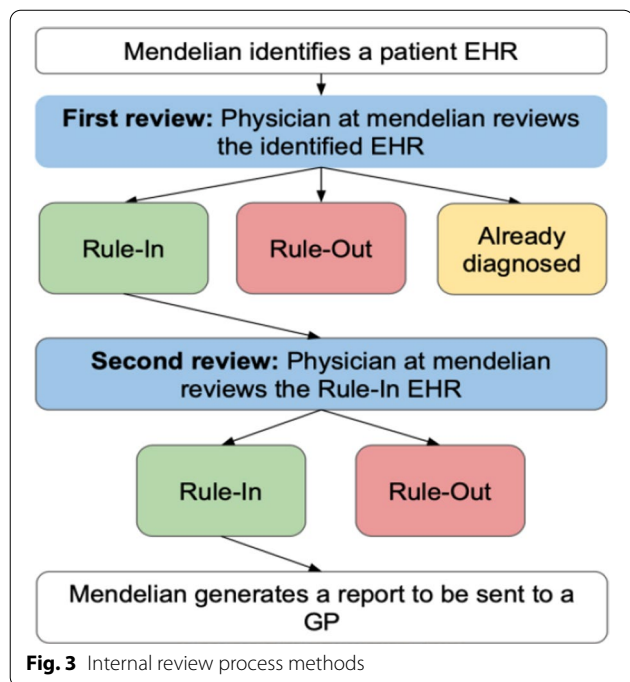 Mendelian identifies a patient EHR
First review: Physician at mendelian reviews
the identified EHR
Rule-In
Rule-Out
Already
diagnosed
Second review: Physician at mendelian
reviews the Rule-In EHR
Rule-In
Rule-Out
Mendelian generates a report to be sent to a
GP
Fig. 3 Internal review process methods